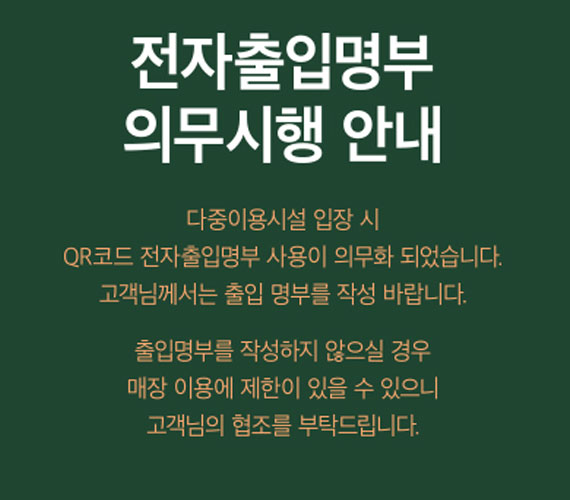 전자출입명부
의무시행 안내
다중이용시설 입장 시
QR코드 전자출입명부 사용이 의무화 되었습니다.
고객님께서는 출입 명부를 작성 바랍니다.
출입명부를 작성하지 않으실 경우
매장 이용에 제한이 있을 수 있으니
고객님의 협조를 부탁드립니다.